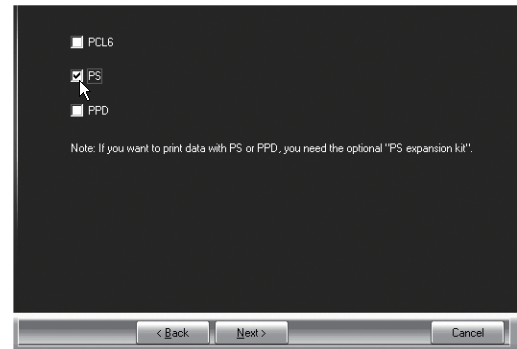 PCL6
PS
PPD
Note: If you want to print data with PS or PPD, you need the optional "PS expansion kit".
< Back
Next >
Cancel